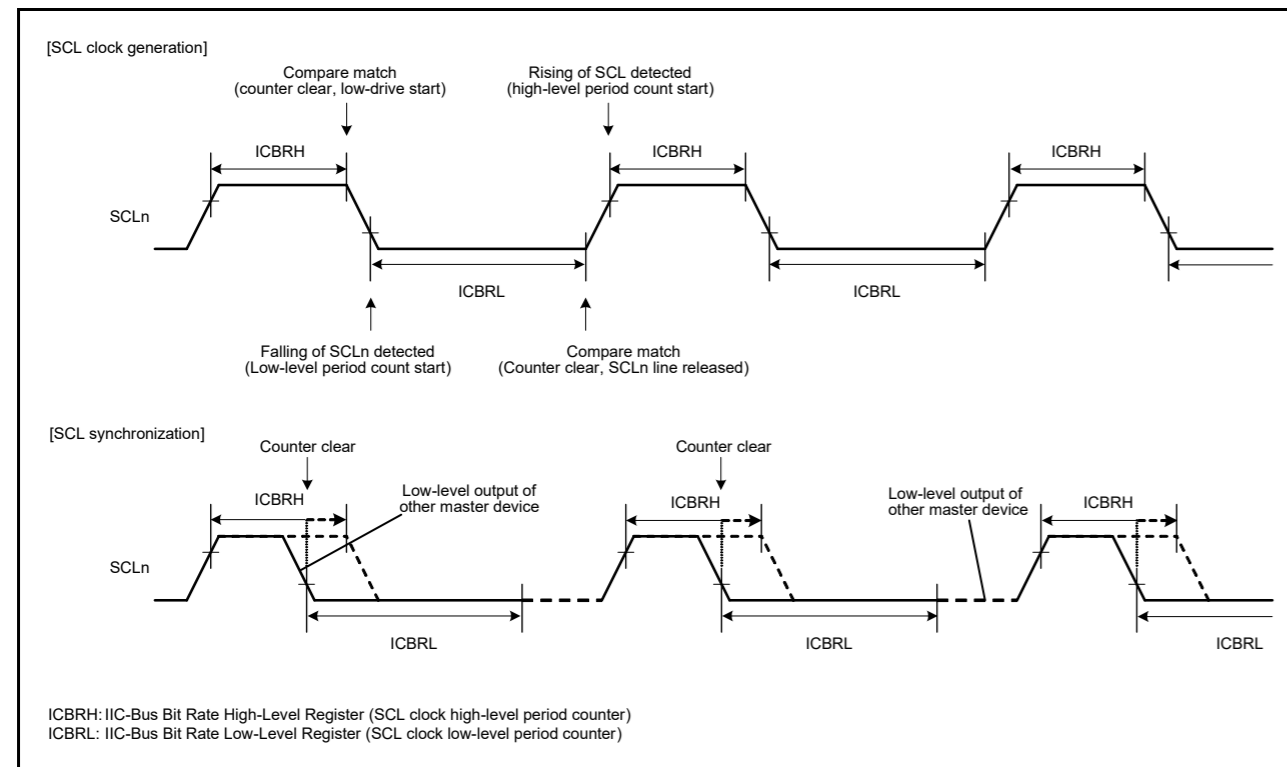 [SCL clock generation]
Compare match
(counter clear, low-drive start)
Rising of SCL detected
(high-level period count start)
ICBRH
ICBRH
ICBRH
SCLn
ICBRL
ICBRL
Falling of SCLn detected
(Low-level period count start)
Compare match
(Counter clear, SCLn line released)
[SCL synchronization]
Counter clear
Counter clear
ICBRH
Low-level output of
other master device
ICBRH
Low-level output of
other master device
ICBRH
SCLn
ICBRL
ICBRL
ICBRL
ICBRH: IIC-Bus Bit Rate High-Level Register (SCL clock high-level period counter)
ICBRL: IIC-Bus Bit Rate Low-Level Register (SCL clock low-level period counter)